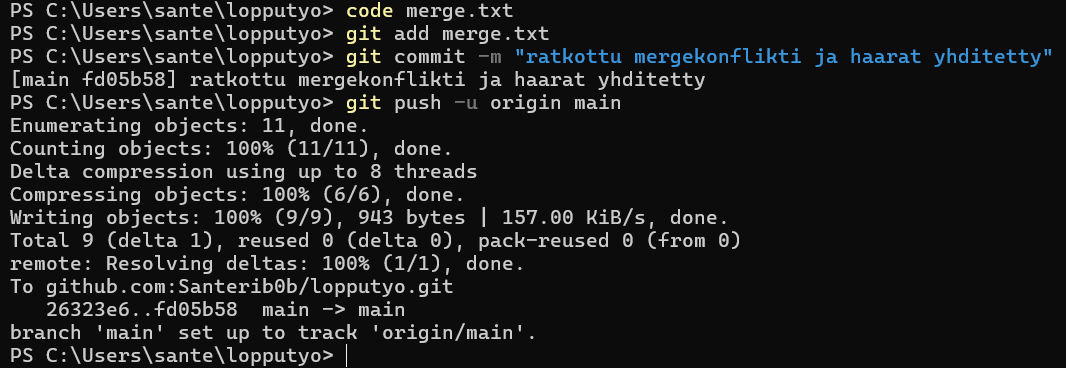 PS C:\Users\sante\lopputyo> code merge.txt
PS C:\Users\sante\lopputyo> git add merge.txt
PS C:\Users\sante\lopputyo> git commit -m "ratkottu mergekonflikti ja haarat yhditetty"
[main fd05b58] ratkottu mergekonflikti ja haarat yhditetty
PS C:\Users\sante\lopputyo> git push -u origin main
Enumerating objects: 11, done.
Counting objects: 100% (11/11), done.
Delta compression using up to 8 threads
Compressing objects: 100% (6/6), done.
Writing objects: 100% (9/9), 943 bytes | 157.00 KiB/s, done.
Total 9 (delta 1), reused 0 (delta 0), pack-reused 0 (from 0)
remote: Resolving deltas: 100% (1/1), done.
To github.com:Santerib0b/lopputyo.git
   26323e6..fd05b58  main -> main
branch 'main' set up to track 'origin/main'.
PS C:\Users\sante\lopputyo>